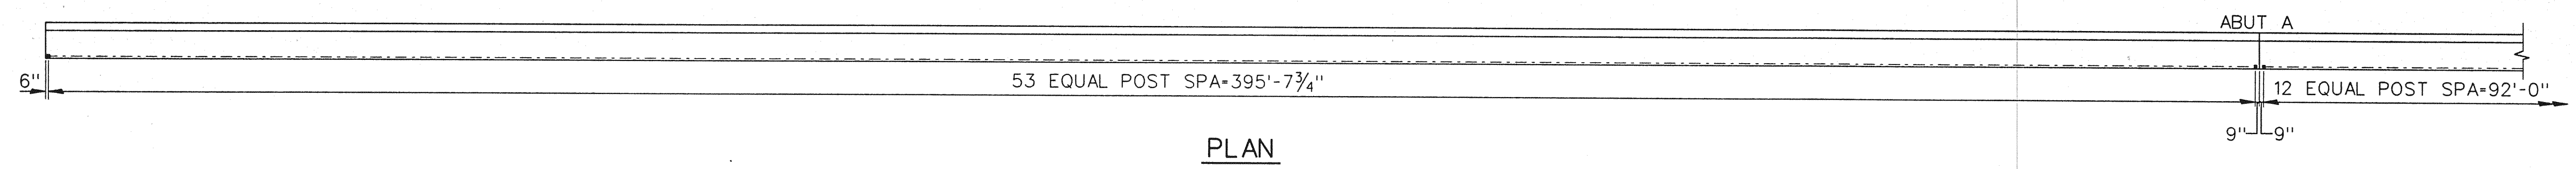 ABUT A
6"
53 EQUAL POST SPA=395'-7¾"
12 EQUAL POST SPA=92'-0"
9" 9"
PLAN